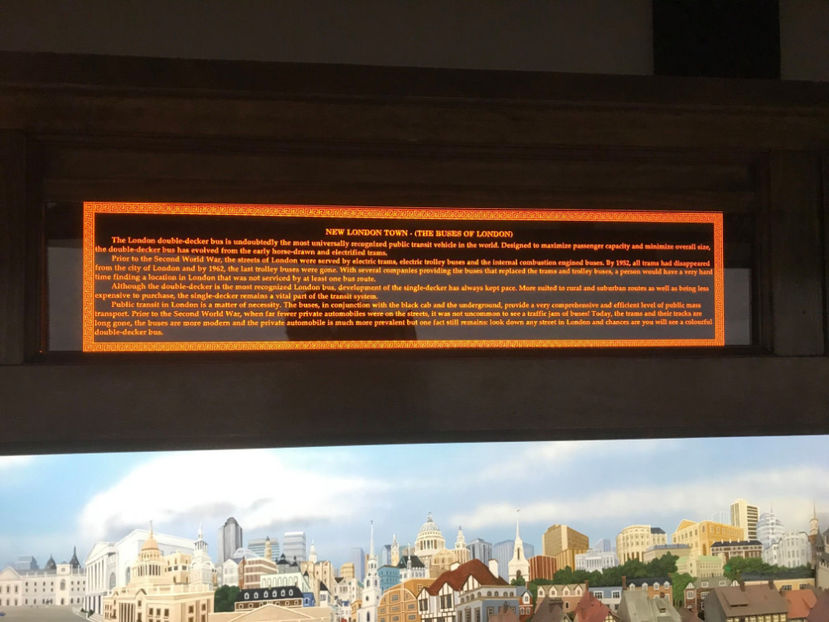 NEW LONDON TOWN - (THE BUSES OF LONDON)
The London double-decker bus is undoubtedly the most universally recognized public transit vehicle in the world. Designed to maximize passenger capacity and minimize overall size,
the double-decker bus has evolved from the early horse-drawn and electrified trams.
Prior to the Second World War, the streets of London were served by electric trams, electric trolley buses and the internal combustion engined buses. By 1952, all trams had disappeared
from the city of London and by 1962, the last trolley buses were gone. With several companies providing the buses that replaced the trams and trolley buses, a person would have a very hard
time finding a location in London that was not serviced by at least one bus route.
Although the double-decker is the most recognized London bus, development of the single-decker has always kept pace. More suited to rural and suburban routes as well as being less
expensive to purchase, the single-decker remains a vital part of the transit system.
Public transit in London is a matter of necessity. The buses, in conjunction with the black cab and the underground, provide a very comprehensive and efficient level of public mass
transport. Prior to the Second World War, when far fewer private automobiles were on the streets, it was not uncommon to see a traffic jam of buses! Today, the trams and their tracks are
long gone, the buses are more modern and the private automobile is much more prevalent but one fact still remains: look down any street in London and chances are you will see a colourful
double-decker bus.